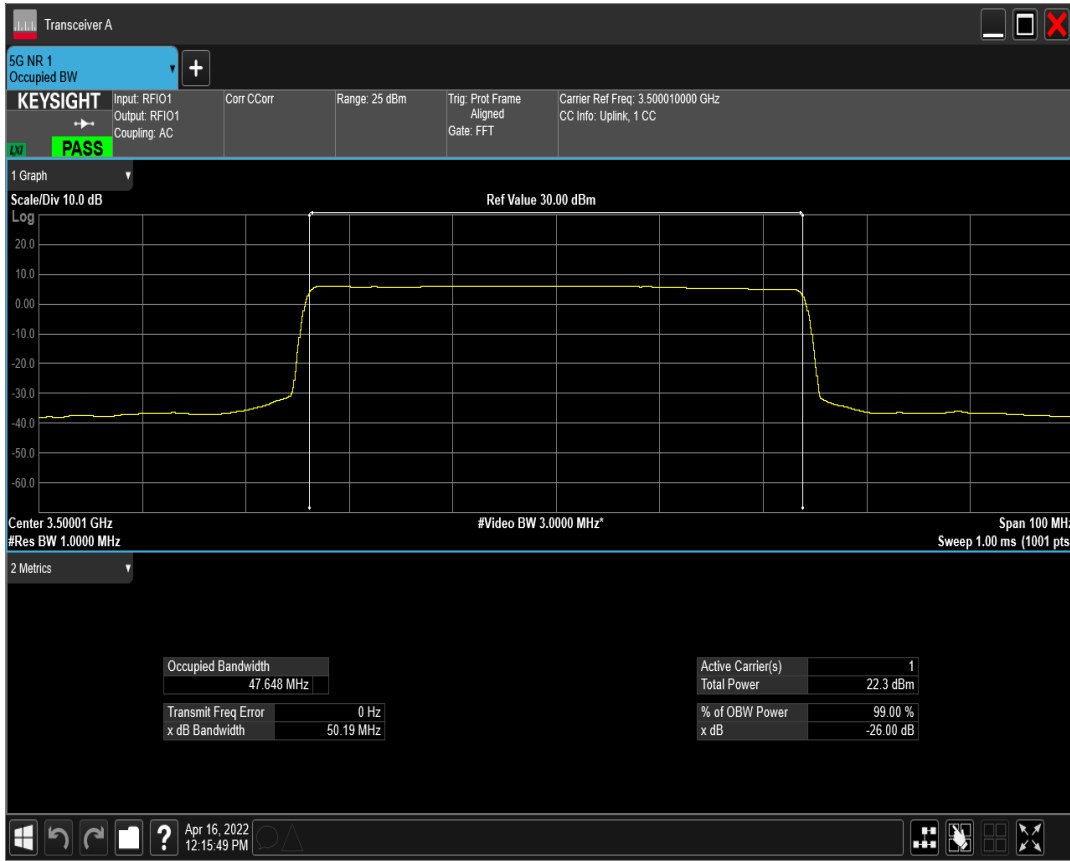 Transceiver A
5G NR 1
Occupied BW
KEYSIGHT
LXI
PASS
Input: RFIO1
Output: RFIO1
Coupling: AC
Corr CCorr
Range: 25 dBm
Trig: Prot Frame
Aligned
Gate: FFT
Carrier Ref Freq: 3.500010000 GHz
CC Info: Uplink, 1 CC
1 Graph
Scale/Div 10.0 dB
Ref Value 30.00 dBm
Log
20.0
10.0
0.00
-10.0
-20.0
-30.0
-40.0
-50.0
-60.0
Center 3.50001 GHz
#Video BW 3.0000 MHz*
Span 100 MHz
#Res BW 1.0000 MHz
Sweep 1.00 ms (1001 pts
2 Metrics
Occupied Bandwidth
47.648 MHz
Transmit Freq Error 0 Hz
x dB Bandwidth 50.19 MHz
Active Carrier(s) 1
Total Power 22.3 dBm
% of OBW Power 99.00 %
x dB -26.00 dB
?
Apr 16, 2022
12:15:49 PM